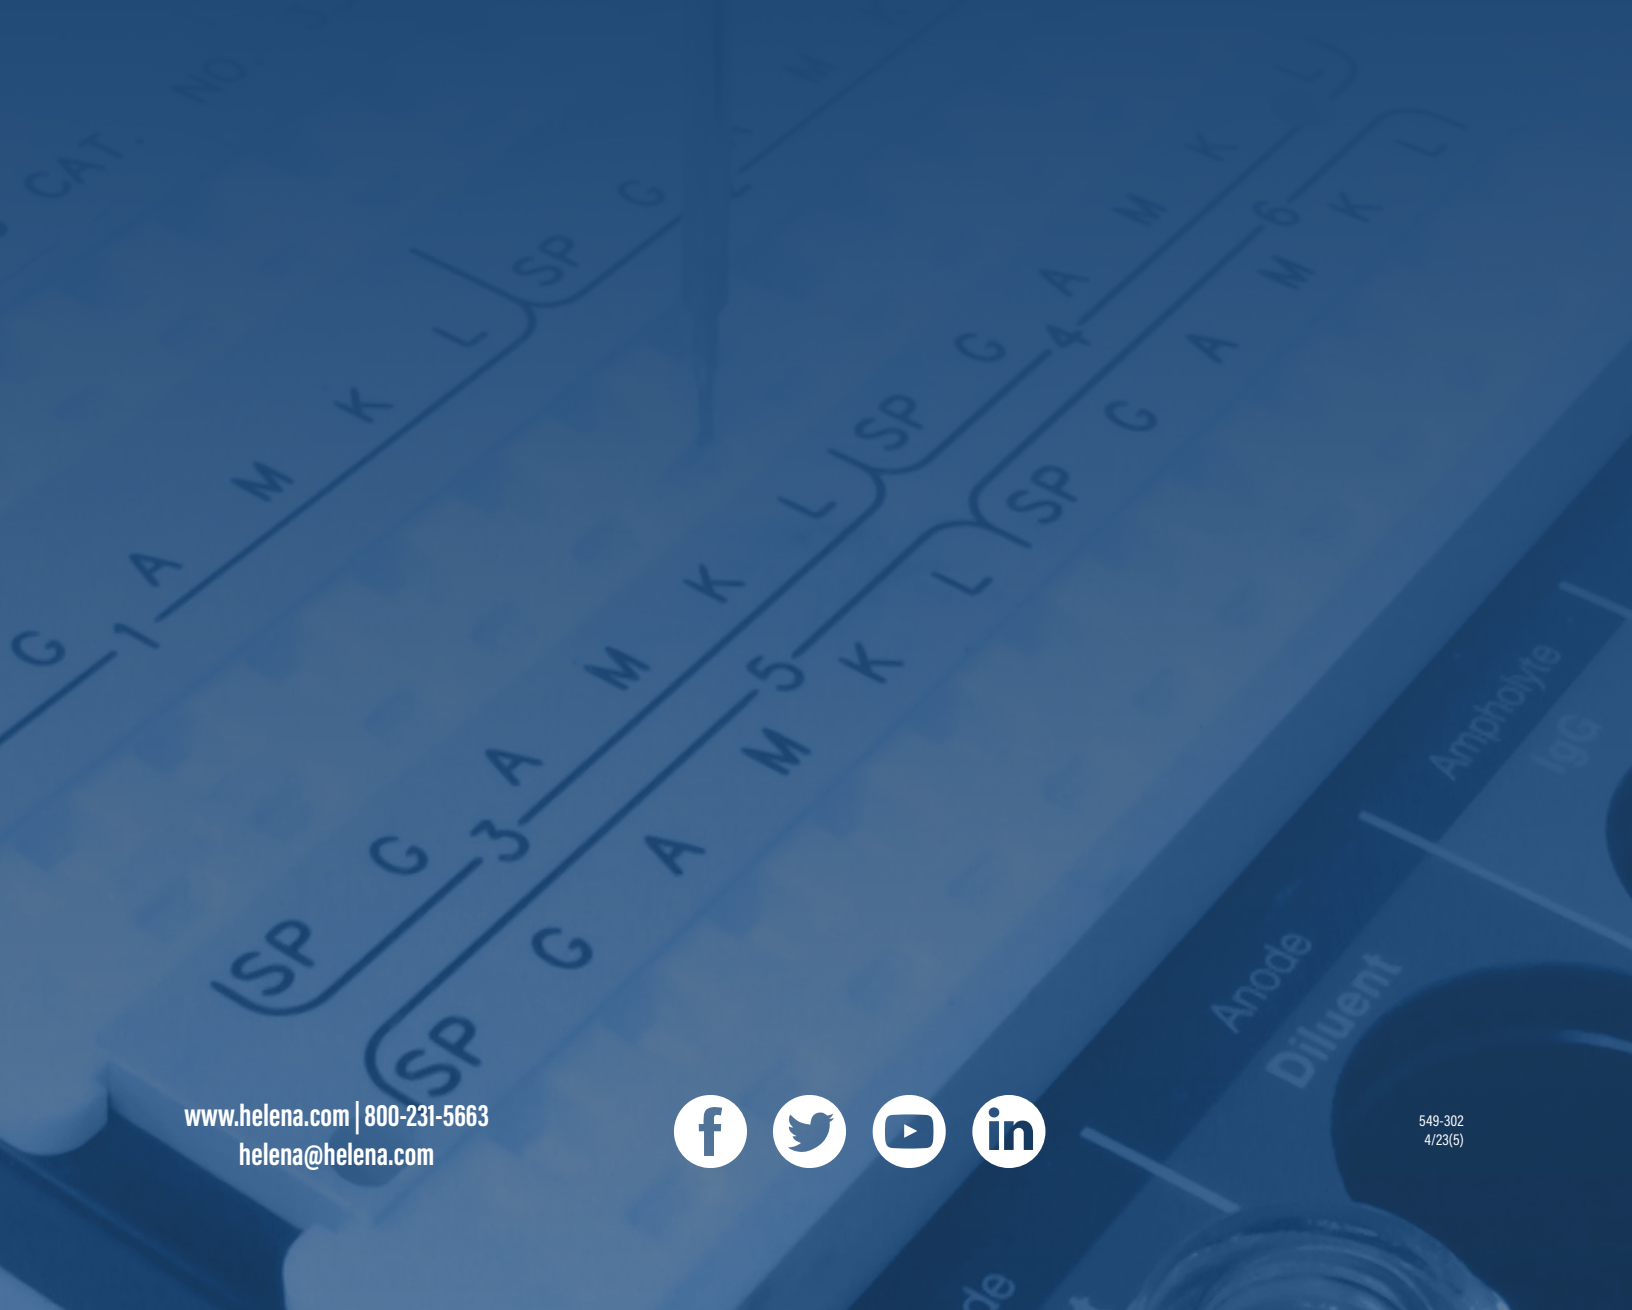 CAT. NO.
SP G M
G A M K L
1
SP G A M K L
4
6
SP G A M K L
SP G A M K L
3
5
SP G A M K L
Ampholyte
IgG
Anode
Diluent
www.helena.com | 800-231-5663
helena@helena.com
f
in
549-302
4/23(5)